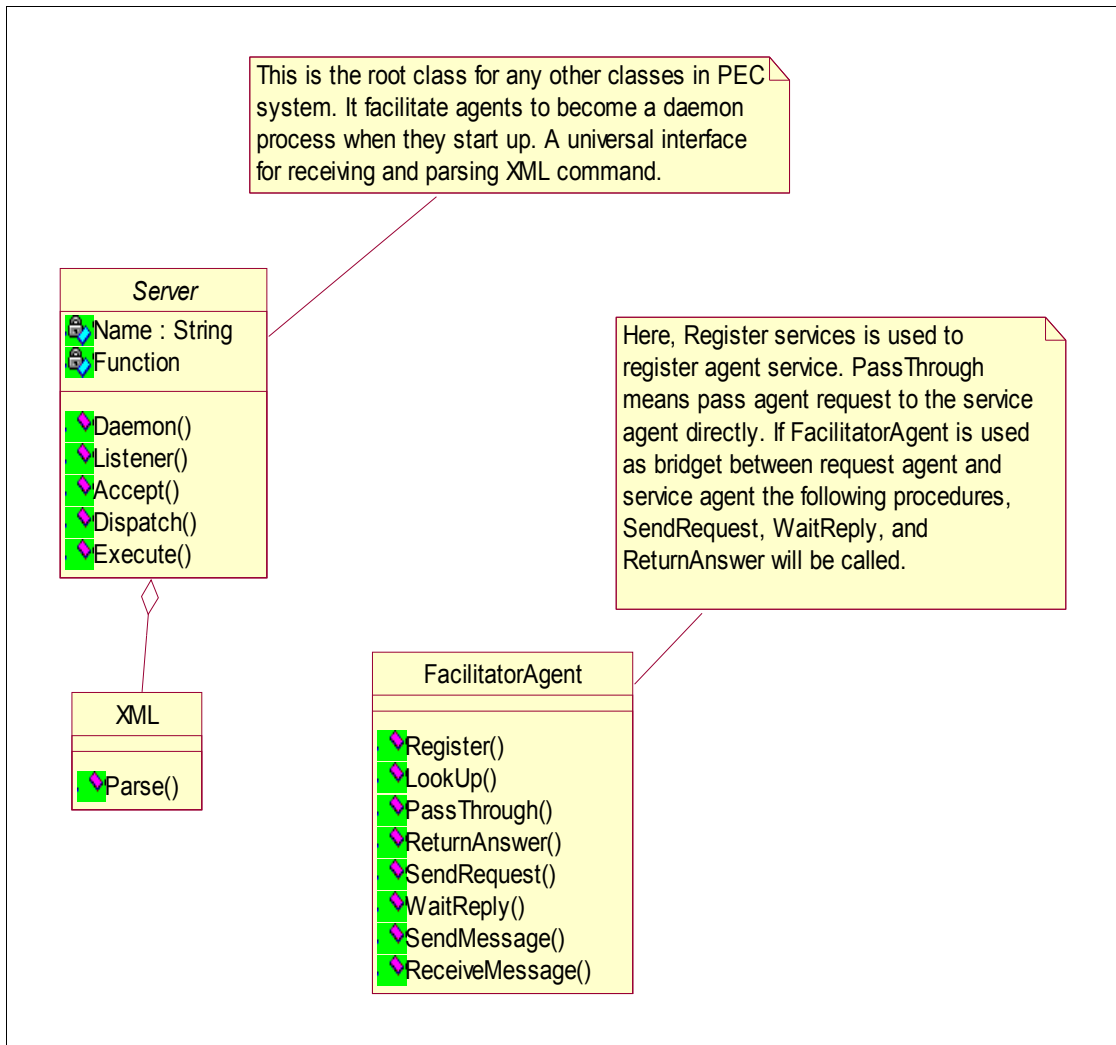 This is the root class for any other classes in PEC
system. It facilitate agents to become a daemon
process when they start up. A universal interface
for receiving and parsing XML command.
Server
Name : String
Function
Daemon()
Listener()
Accept()
Dispatch()
Execute()
Here, Register services is used to
register agent service. PassThrough
means pass agent request to the service
agent directly. If FacilitatorAgent is used
as bridget between request agent and
service agent the following procedures,
SendRequest, WaitReply, and
ReturnAnswer will be called.
XML
Parse()
FacilitatorAgent
Register()
LookUp()
PassThrough()
ReturnAnswer()
SendRequest()
WaitReply()
SendMessage()
ReceiveMessage()